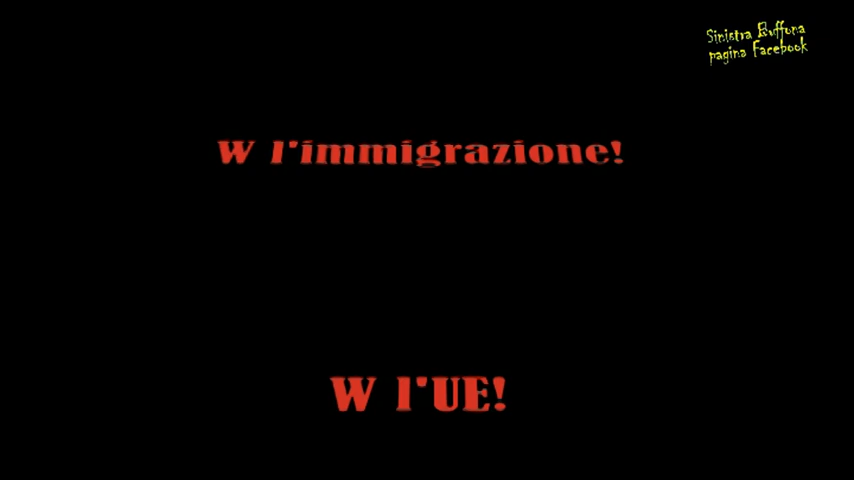 Sinistra Buffona
pagina Facebook
W l'immigrazione!
W l'UE!